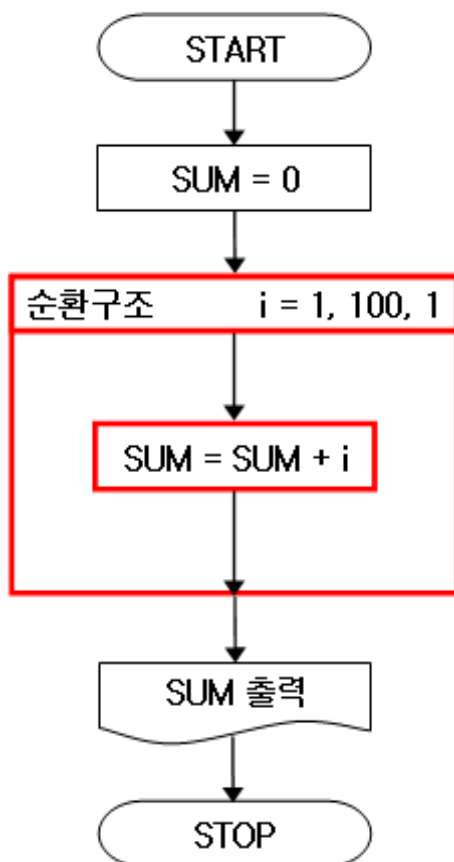 START
SUM = 0
순환구조 i = 1, 100, 1
SUM = SUM + i
SUM 출력
STOP